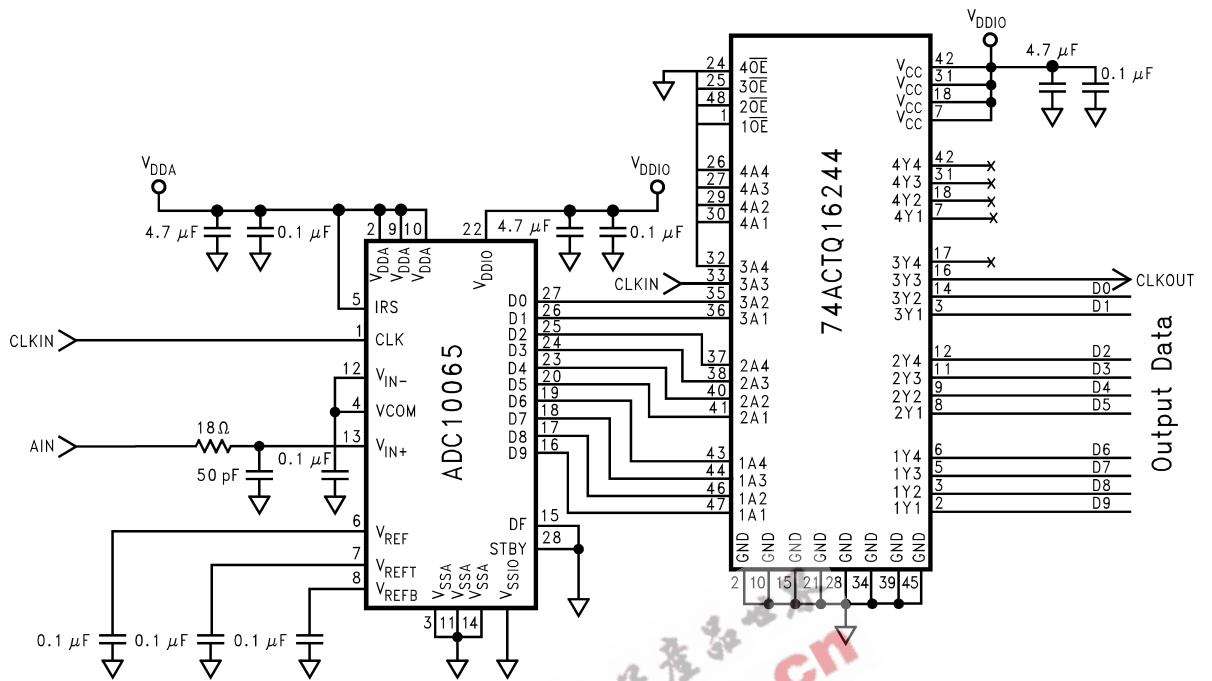 VDDIO
4.7 μF
0.1 μF
24 4OE
25 3OE
48 2OE
1 1OE
VCC 42
VCC 31
VCC 18
VCC 7
26 4A4
27 4A3
29 4A2
30 4A1
4Y4 42
4Y3 31
4Y2 18
4Y1 7
74ACTQ16244
32 3A4
CLKIN 33 3A3
35 3A2
36 3A1
3Y4 17
3Y3 16 CLKOUT
3Y2 14 D0
3Y1 3 D1
37 2A4
38 2A3
40 2A2
41 2A1
2Y4 12 D2
2Y3 11 D3
2Y2 9 D4
2Y1 8 D5
43 1A4
44 1A3
46 1A2
47 1A1
1Y4 6 D6
1Y3 5 D7
1Y2 3 D8
1Y1 2 D9
Output Data
GND GND GND GND GND GND GND GND
2 10 15 21 28 34 39 45
VDDA
4.7 μF
0.1 μF
VDDIO
4.7 μF
0.1 μF
2 9 10
22
VDDA VDDA VDDA
VDDIO
5 IRS
CLKIN 1 CLK
12 VIN-
4 VCOM
AIN 18Ω 13 VIN+
50 pF
0.1 μF
6 VREF
7 VREFT
8 VREFB
0.1 μF
0.1 μF
0.1 μF
ADC10065
D0 27
D1 26
D2 25
D3 24
D4 23
D5 20
D6 19
D7 18
D8 17
D9 16
DF 15
STBY 28
VSSA VSSA VSSA VSSIO
3 11 14
產品世界
.cn